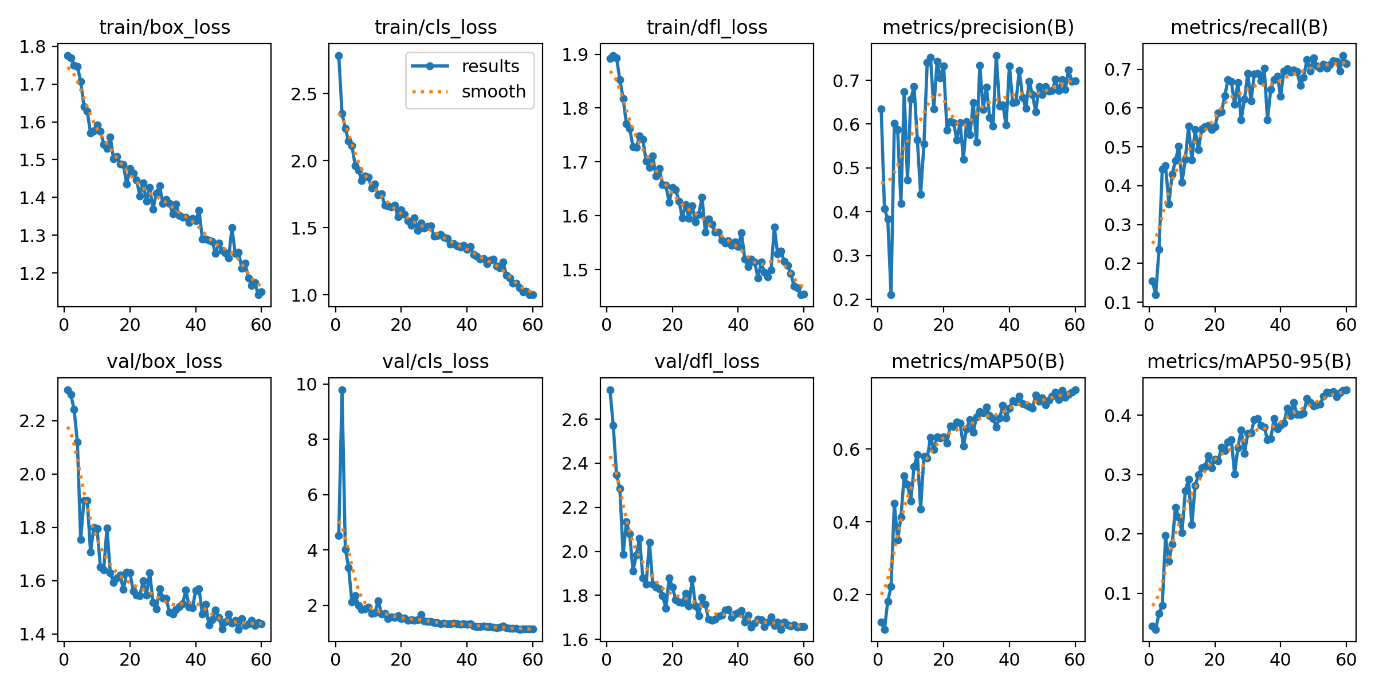 train/box_loss
train/cls_loss
train/dfl_loss
metrics/precision(B)
metrics/recall(B)
1.8
1.7
1.6
1.5
1.4
1.3
1.2
0 20 40 60
results
smooth
2.5
2.0
1.5
1.0
0 20 40 60
1.9
1.8
1.7
1.6
1.5
0 20 40 60
0.7
0.6
0.5
0.4
0.3
0.2
0 20 40 60
0.7
0.6
0.5
0.4
0.3
0.2
0.1
0 20 40 60
val/box_loss
val/cls_loss
val/dfl_loss
metrics/mAP50(B)
metrics/mAP50-95(B)
2.2
2.0
1.8
1.6
1.4
0 20 40 60
10
8
6
4
2
0 20 40 60
2.6
2.4
2.2
2.0
1.8
1.6
0 20 40 60
0.6
0.4
0.2
0 20 40 60
0.4
0.3
0.2
0.1
0 20 40 60